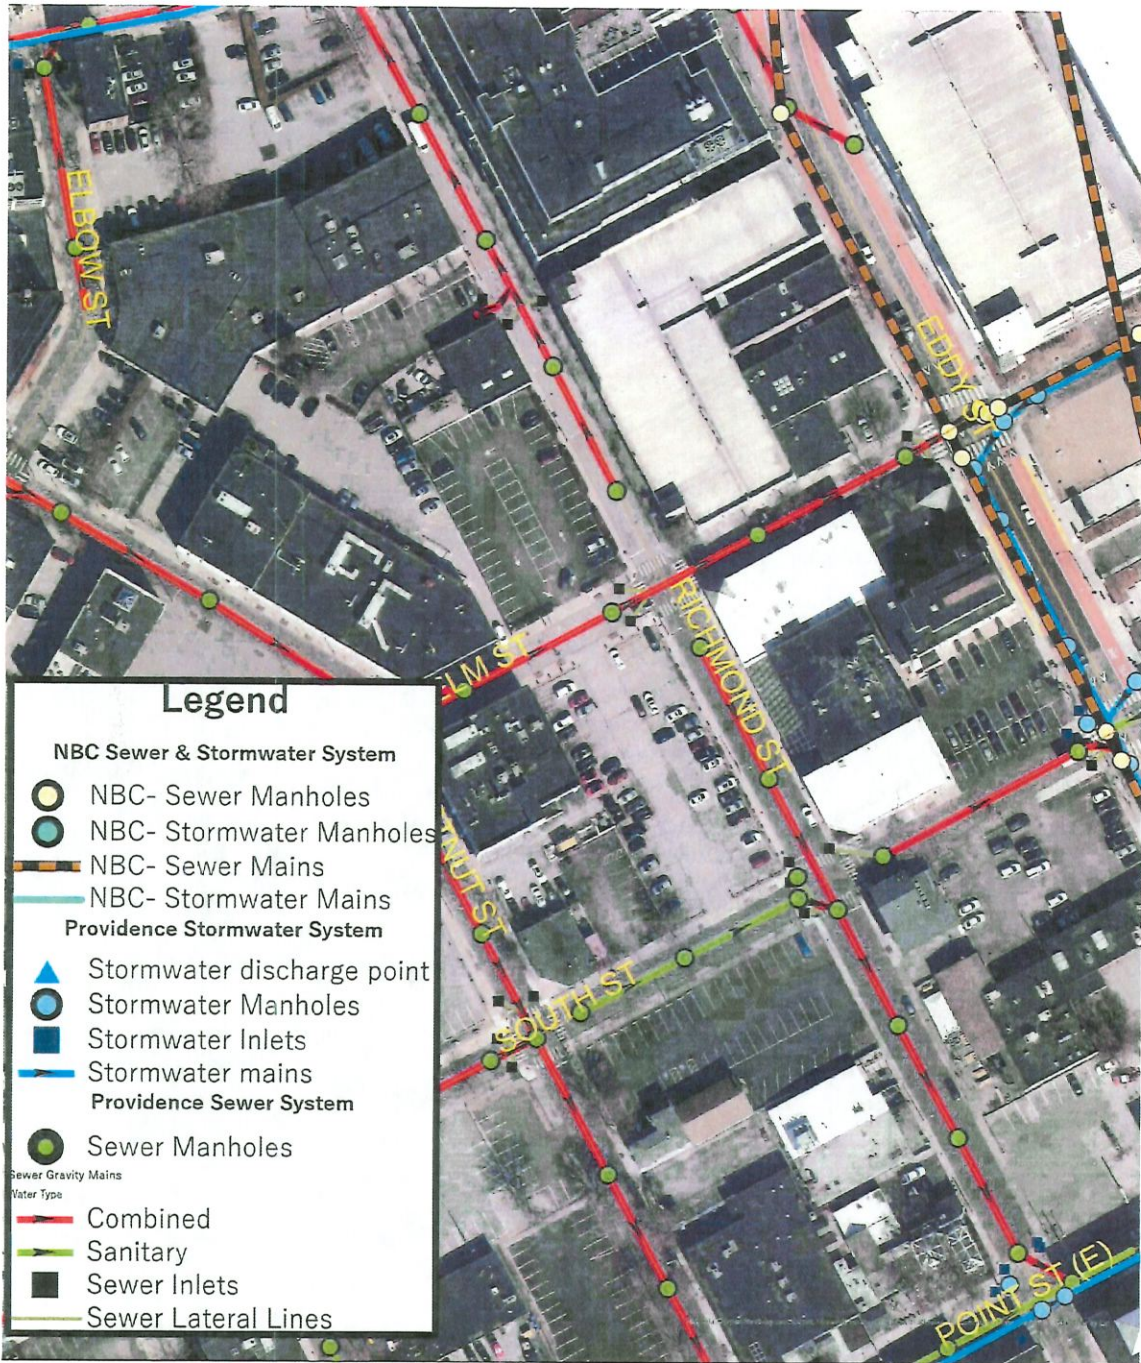 ELBOW ST
EDDY ST
RICHMOND ST
LM ST
TNUT ST
SOUTH ST
POINT ST (E)
Legend
NBC Sewer & Stormwater System
NBC- Sewer Manholes
NBC- Stormwater Manholes
NBC- Sewer Mains
NBC- Stormwater Mains
Providence Stormwater System
Stormwater discharge point
Stormwater Manholes
Stormwater Inlets
Stormwater mains
Providence Sewer System
Sewer Manholes
Sewer Gravity Mains
Water Type
Combined
Sanitary
Sewer Inlets
Sewer Lateral Lines